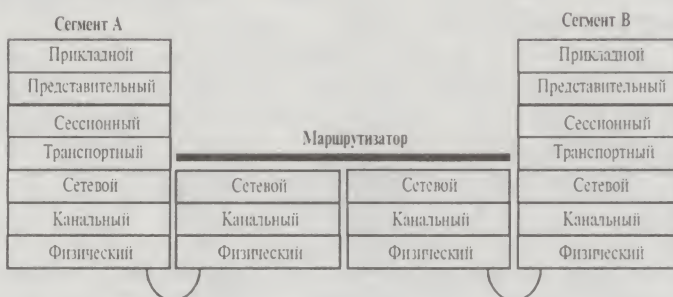 Сегмент А
Сегмент В
Прикладной
Прикладной
Представительный
Представительный
Сессионный
Сессионный
Маршрутизатор
Транспортный
Транспортный
Сетевой
Сетевой
Сетевой
Сетевой
Канальный
Канальный
Канальный
Канальный
Физический
Физический
Физический
Физический